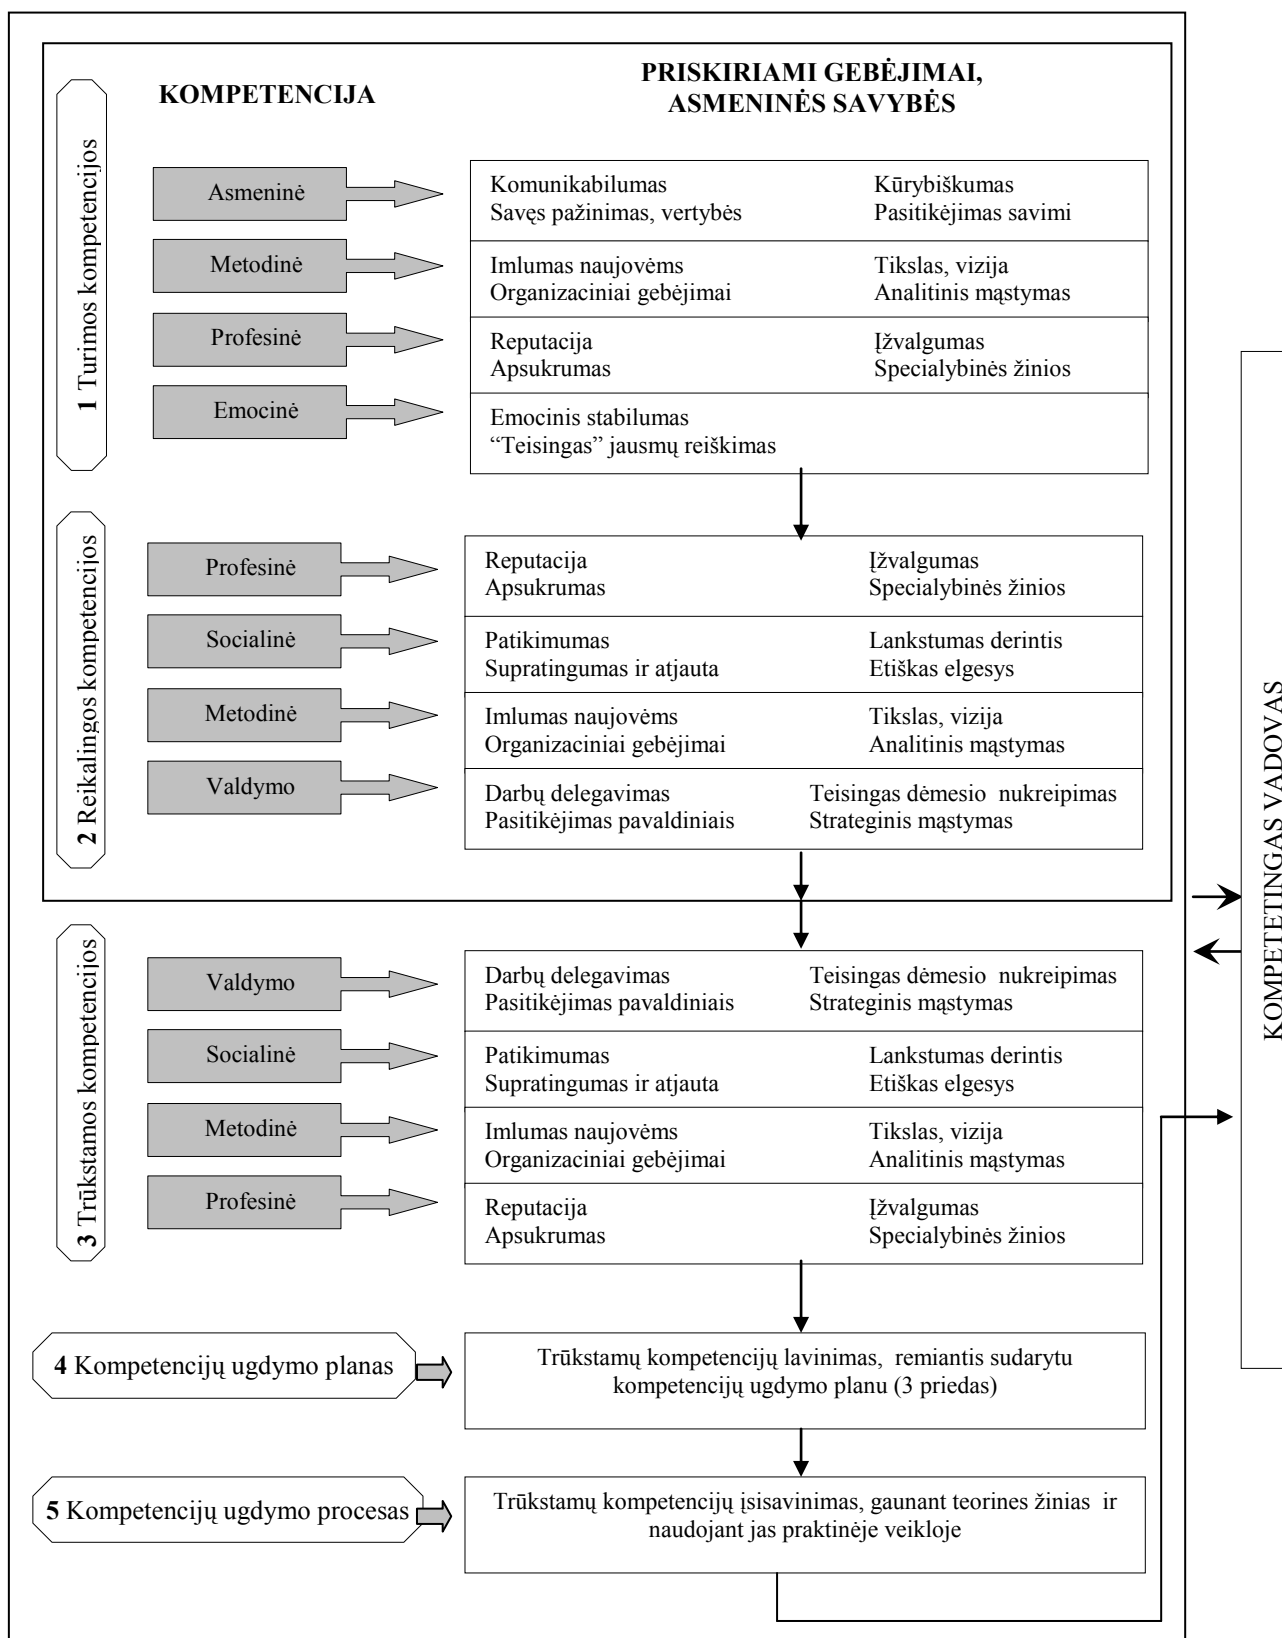 KOMPETENCIJA
PRISKIRIAMI GEBĖJIMAI,
ASMENINĖS SAVYBĖS
1 Turimos kompetencijos
Asmeninė
Komunikabilumas Kūrybiškumas
Savęs pažinimas, vertybės Pasitikėjimas savimi
Metodinė
Imlumas naujovėms Tikslas, vizija
Organizaciniai gebėjimai Analitinis mąstymas
Profesinė
Reputacija Įžvalgumas
Apsukrumas Specialybinės žinios
Emocinė
Emocinis stabilumas
“Teisingas” jausmų reiškimas
2 Reikalingos kompetencijos
Profesinė
Reputacija Įžvalgumas
Apsukrumas Specialybinės žinios
Socialinė
Patikimumas Lankstumas derintis
Supratingumas ir atjauta Etiškas elgesys
Metodinė
Imlumas naujovėms Tikslas, vizija
Organizaciniai gebėjimai Analitinis mąstymas
Valdymo
Darbų delegavimas Teisingas dėmesio nukreipimas
Pasitikėjimas pavaldiniais Strateginis mąstymas
3 Trūkstamos kompetencijos
Valdymo
Darbų delegavimas Teisingas dėmesio nukreipimas
Pasitikėjimas pavaldiniais Strateginis mąstymas
Socialinė
Patikimumas Lankstumas derintis
Supratingumas ir atjauta Etiškas elgesys
Metodinė
Imlumas naujovėms Tikslas, vizija
Organizaciniai gebėjimai Analitinis mąstymas
Profesinė
Reputacija Įžvalgumas
Apsukrumas Specialybinės žinios
4 Kompetencijų ugdymo planas
Trūkstamų kompetencijų lavinimas, remiantis sudarytu
kompetencijų ugdymo planu (3 priedas)
5 Kompetencijų ugdymo procesas
Trūkstamų kompetencijų įsisavinimas, gaunant teorines žinias ir
naudojant jas praktinėje veikloje
KOMPETETINGAS VADOVAS